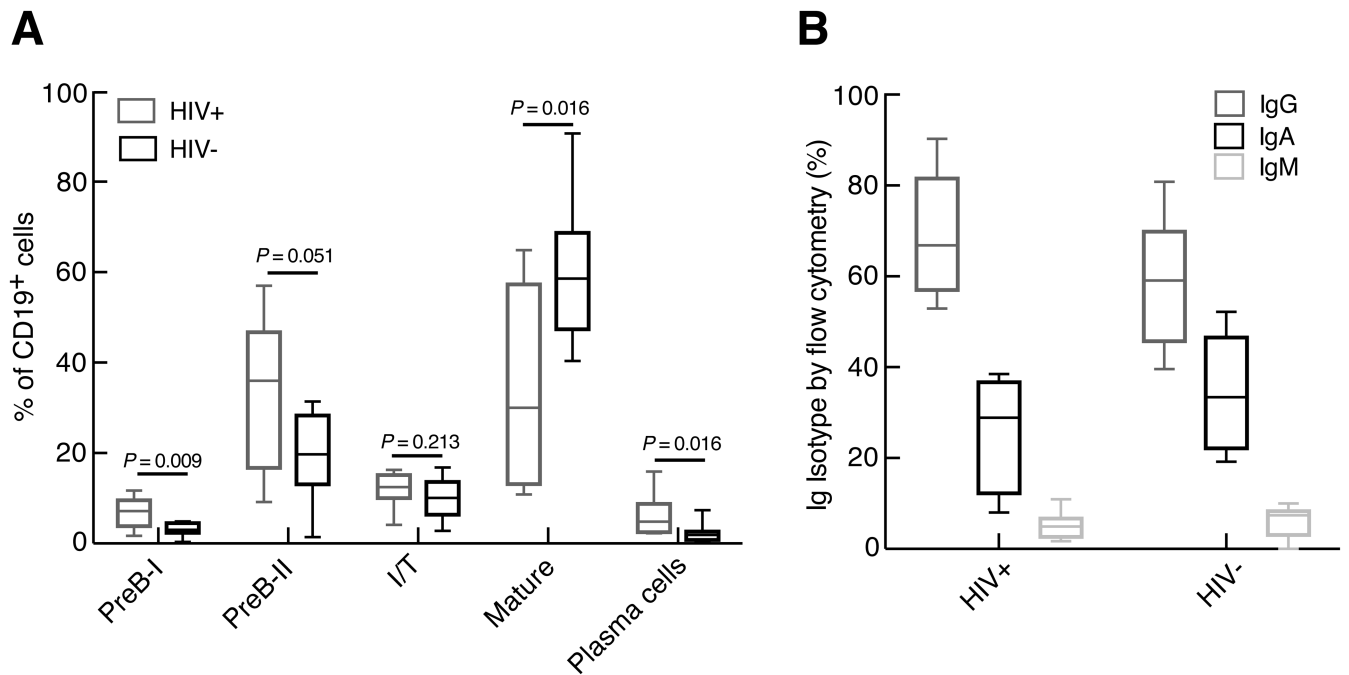 A
% of CD19+ cells
100
80
60
40
20
0
HIV+
HIV-
P = 0.009
P = 0.051
P = 0.213
P = 0.016
P = 0.016
PreB-I
PreB-II
I/T
Mature
Plasma cells
B
Ig Isotype by flow cytometry (%)
100
80
60
40
20
0
IgG
IgA
IgM
HIV+
HIV-